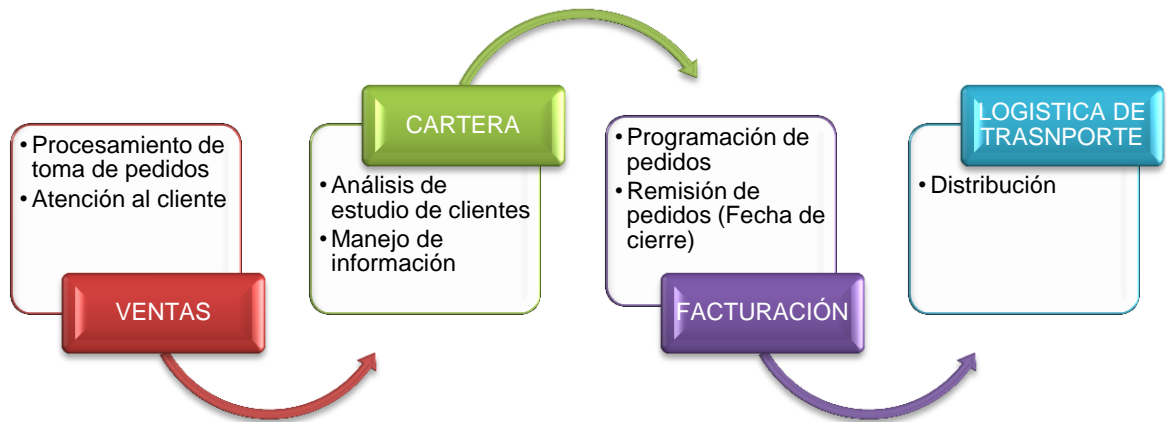 • Procesamiento de
toma de pedidos
• Atención al cliente
VENTAS
CARTERA
• Análisis de
estudio de clientes
• Manejo de
información
• Programación de
pedidos
• Remisión de
pedidos (Fecha de
cierre)
FACTURACIÓN
LOGISTICA DE
TRASNPORTE
• Distribución